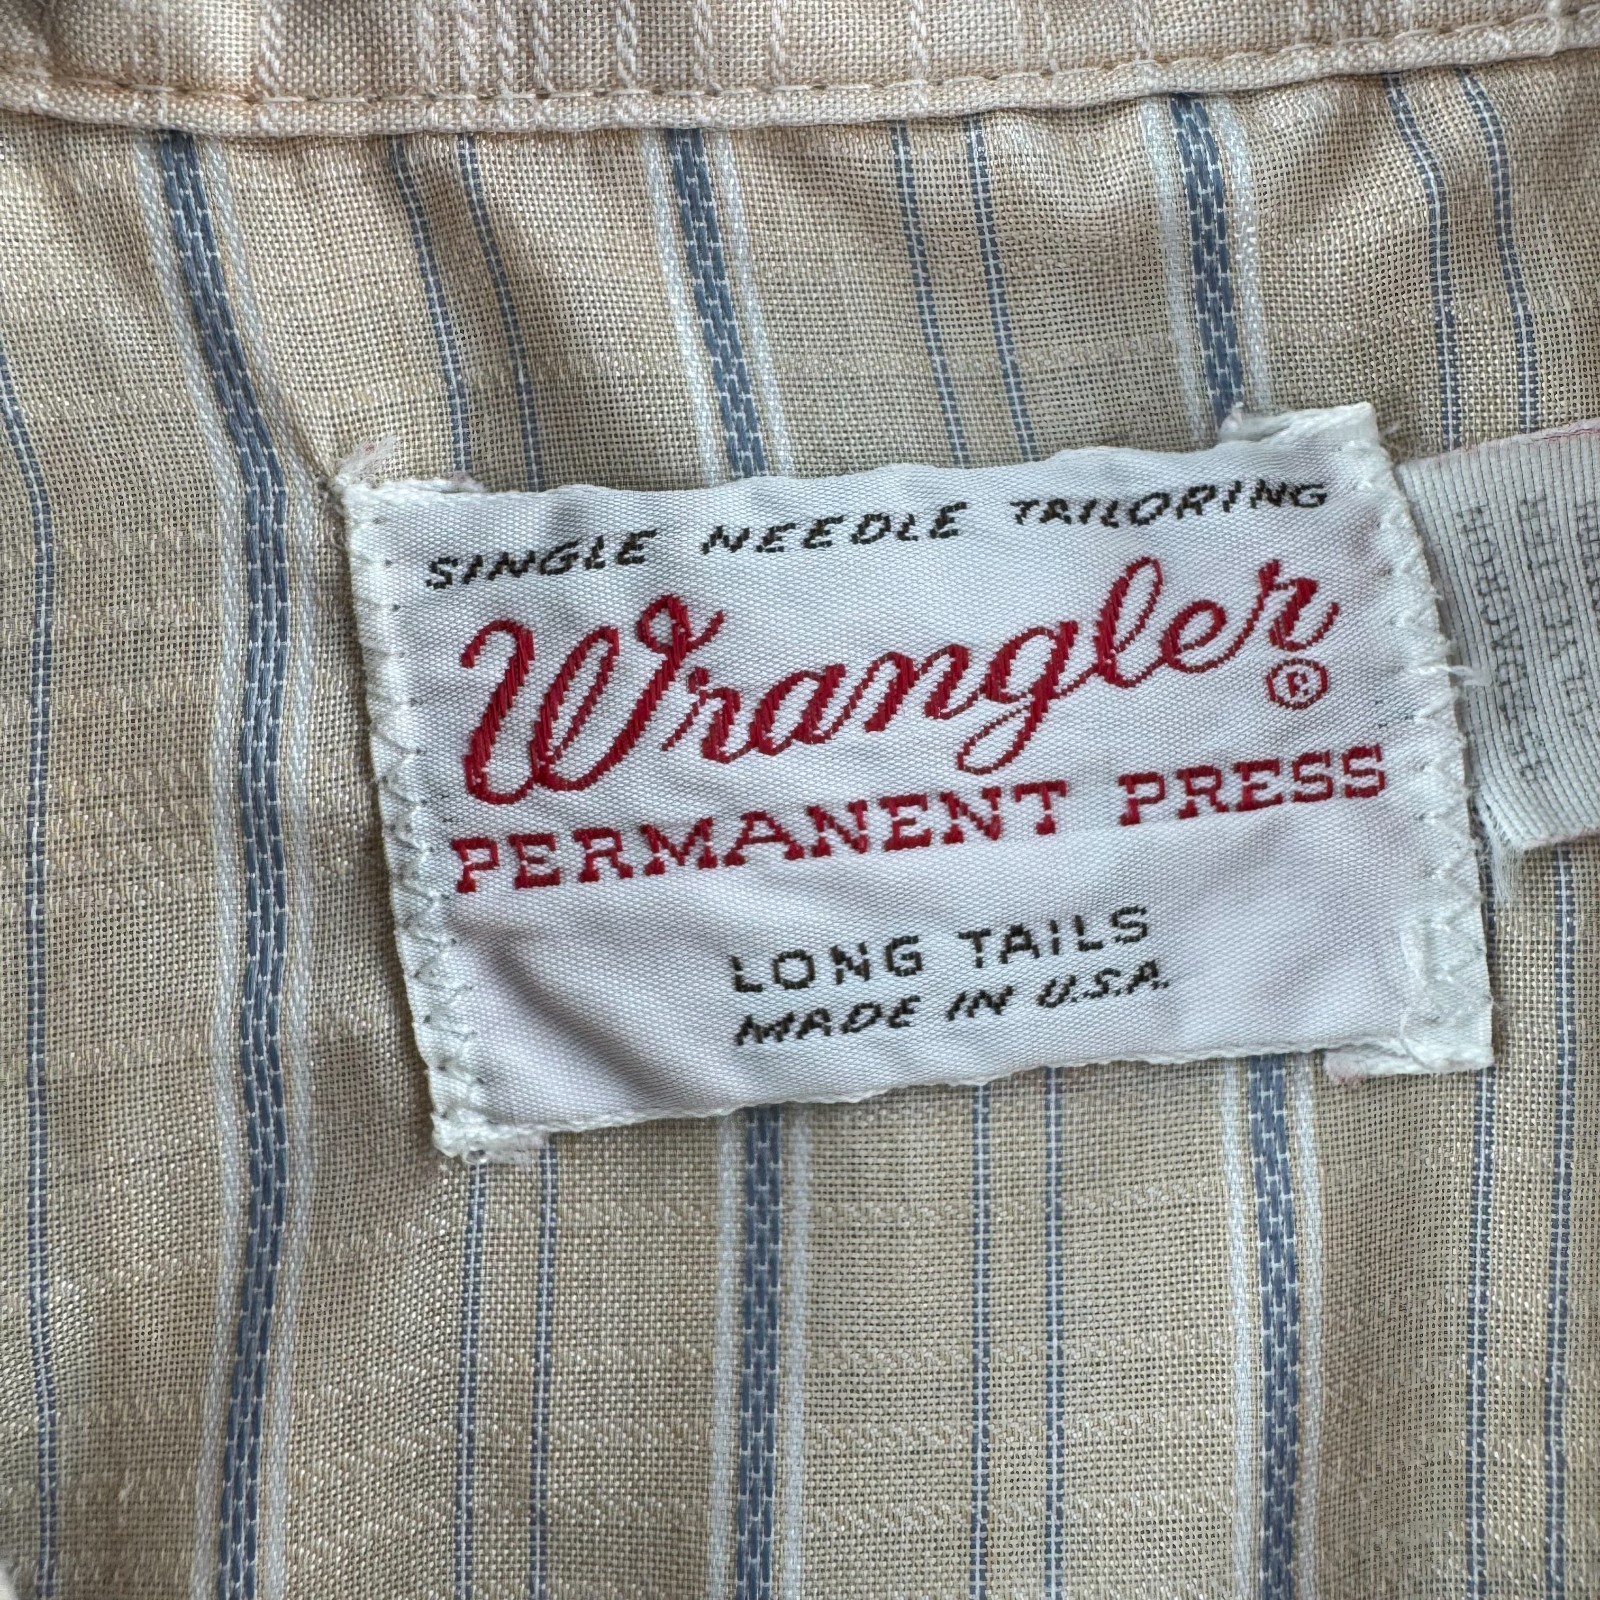 SINGLE NEEDLE TAILORING
Wrangler®
PERMANENT PRESS
LONG TAILS
MADE IN U.S.A.